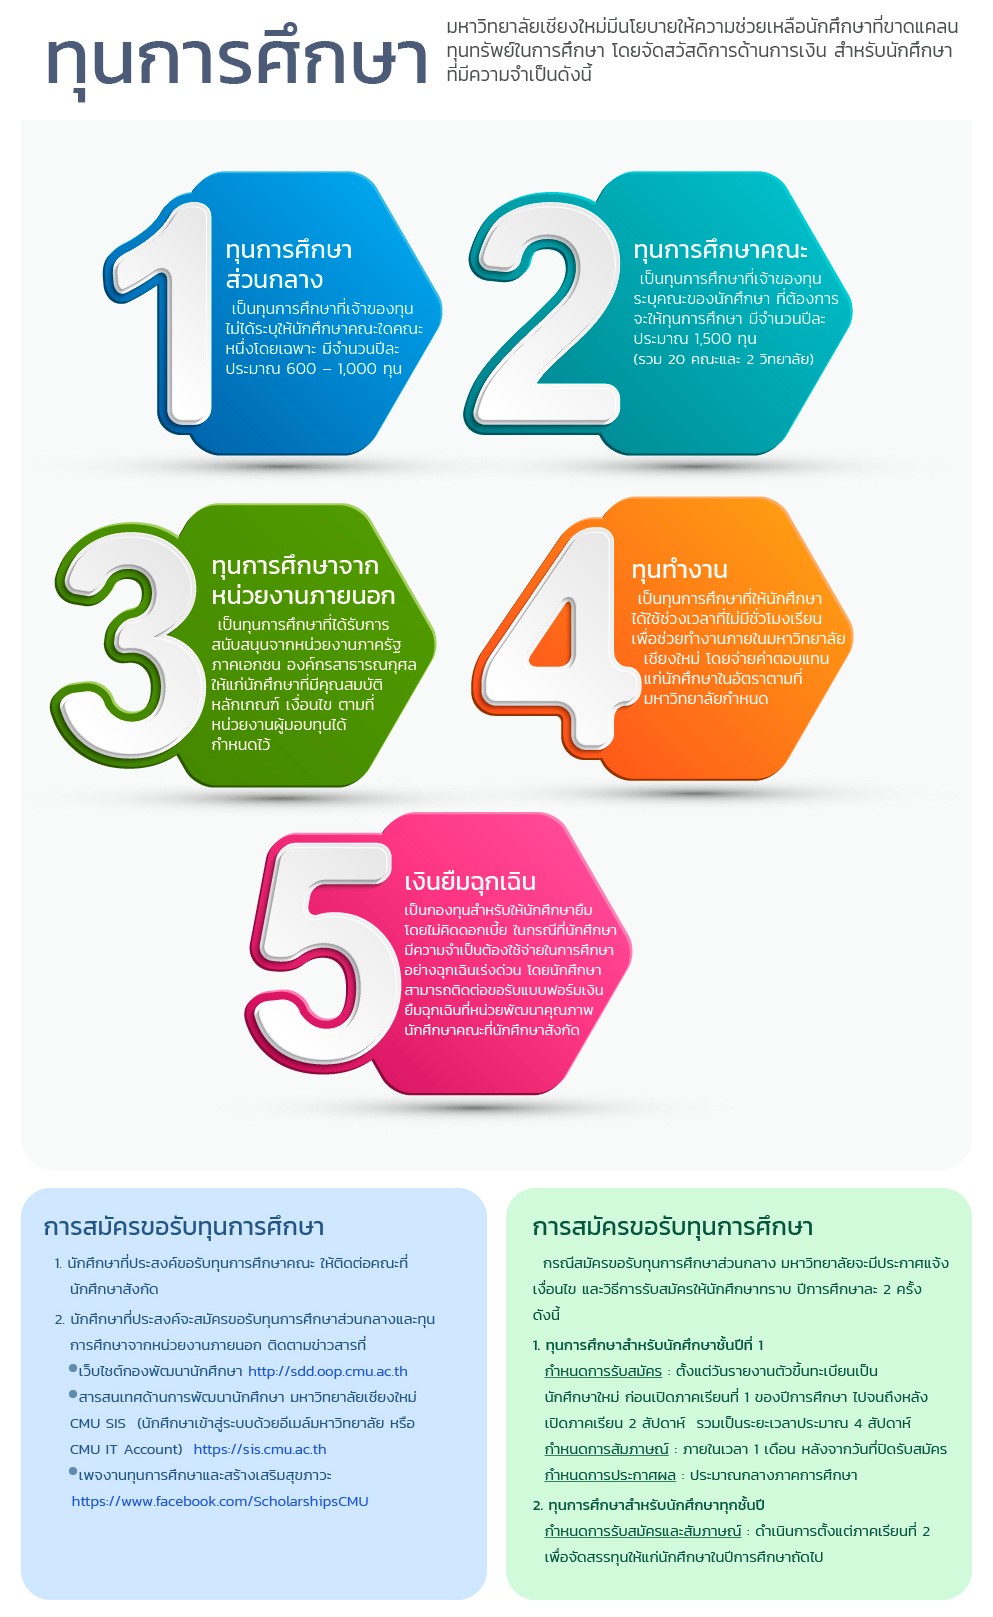 ทุนการศึกษา
มหาวิทยาลัยเชียงใหม่มีนโยบายให้ความช่วยเหลือนักศึกษาที่ขาดแคลน
ทุนทรัพย์ในการศึกษา โดยจัดสวัสดิการด้านการเงิน สำหรับนักศึกษา
ที่มีความจำเป็นดังนี้
1
ทุนการศึกษา
ส่วนกลาง
เป็นทุนการศึกษาที่เจ้าของทุน
ไม่ได้ระบุให้นักศึกษาคณะใดคณะ
หนึ่งโดยเฉพาะ มีจำนวนปีละ
ประมาณ 600 – 1,000 ทุน
2
ทุนการศึกษาคณะ
เป็นทุนการศึกษาที่เจ้าของทุน
ระบุคณะของนักศึกษา ที่ต้องการ
จะให้ทุนการศึกษา มีจำนวนปีละ
ประมาณ 1,500 ทุน
(รวม 20 คณะและ 2 วิทยาลัย)
3
ทุนการศึกษาจาก
หน่วยงานภายนอก
เป็นทุนการศึกษาที่ได้รับการ
สนับสนุนจากหน่วยงานภาครัฐ
ภาคเอกชน องค์กรสาธารณกุศล
ให้แก่นักศึกษาที่มีคุณสมบัติ
หลักเกณฑ์ เงื่อนไข ตามที่
หน่วยงานผู้มอบทุนได้
กำหนดไว้
4
ทุนทำงาน
เป็นทุนการศึกษาที่ให้นักศึกษา
ได้ใช้ช่วงเวลาที่ไม่มีชั่วโมงเรียน
เพื่อช่วยทำงานภายในมหาวิทยาลัย
เชียงใหม่ โดยจ่ายค่าตอบแทน
แก่นักศึกษาในอัตราตามที่
มหาวิทยาลัยกำหนด
5
เงินยืมฉุกเฉิน
เป็นกองทุนสำหรับให้นักศึกษายืม
โดยไม่คิดดอกเบี้ย ในกรณีที่นักศึกษา
มีความจำเป็นต้องใช้จ่ายในการศึกษา
อย่างฉุกเฉินเร่งด่วน โดยนักศึกษา
สามารถติดต่อขอรับแบบฟอร์มเงิน
ยืมฉุกเฉินที่หน่วยพัฒนาคุณภาพ
นักศึกษาคณะที่นักศึกษาสังกัด
การสมัครขอรับทุนการศึกษา
1. นักศึกษาที่ประสงค์ขอรับทุนการศึกษาคณะ ให้ติดต่อคณะที่
นักศึกษาสังกัด
2. นักศึกษาที่ประสงค์จะสมัครขอรับทุนการศึกษาส่วนกลางและทุน
การศึกษาจากหน่วยงานภายนอก ติดตามข่าวสารที่
●เว็บไซต์กองพัฒนานักศึกษา http://sdd.oop.cmu.ac.th
●สารสนเทศด้านการพัฒนานักศึกษา มหาวิทยาลัยเชียงใหม่
CMU SIS (นักศึกษาเข้าสู่ระบบด้วยอีเมล์มหาวิทยาลัย หรือ
CMU IT Account) https://sis.cmu.ac.th
●เพจงานทุนการศึกษาและสร้างเสริมสุขภาวะ
https://www.facebook.com/ScholarshipsCMU
การสมัครขอรับทุนการศึกษา
กรณีสมัครขอรับทุนการศึกษาส่วนกลาง มหาวิทยาลัยจะมีประกาศแจ้ง
เงื่อนไข และวิธีการรับสมัครให้นักศึกษาทราบ ปีการศึกษาละ 2 ครั้ง
ดังนี้
1. ทุนการศึกษาสำหรับนักศึกษาชั้นปีที่ 1
กำหนดการรับสมัคร : ตั้งแต่วันรายงานตัวขึ้นทะเบียนเป็น
นักศึกษาใหม่ ก่อนเปิดภาคเรียนที่ 1 ของปีการศึกษา ไปจนถึงหลัง
เปิดภาคเรียน 2 สัปดาห์ รวมเป็นระยะเวลาประมาณ 4 สัปดาห์
กำหนดการสัมภาษณ์ : ภายในเวลา 1 เดือน หลังจากวันที่ปิดรับสมัคร
กำหนดการประกาศผล : ประมาณกลางภาคการศึกษา
2. ทุนการศึกษาสำหรับนักศึกษาทุกชั้นปี
กำหนดการรับสมัครและสัมภาษณ์ : ดำเนินการตั้งแต่ภาคเรียนที่ 2
เพื่อจัดสรรทุนให้แก่นักศึกษาในปีการศึกษาถัดไป